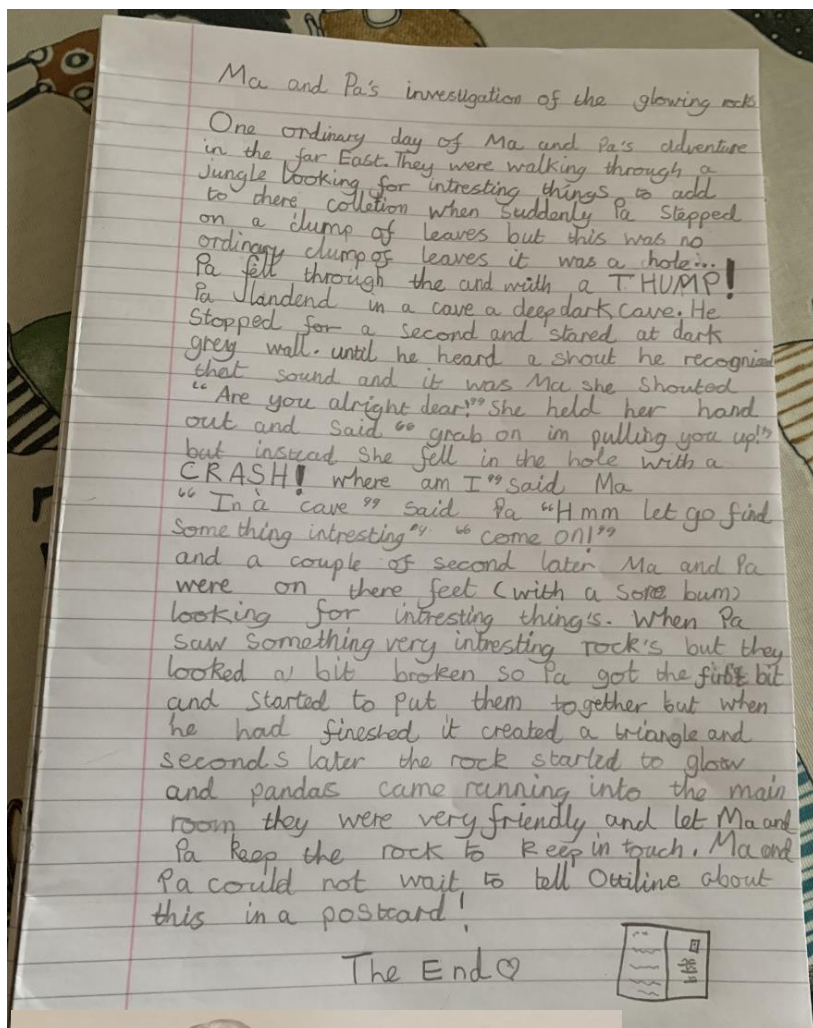 Ma and Pa's investigation of the glowing rocks
One ordinary day of Ma and Pa's adventure
in the far East. They were walking through a
jungle looking for intresting things to add
to there colletion when suddenly Pa stepped
on a clump of leaves but this was no
ordinary clump of leaves it was a hole...
Pa fell through the and with a THUMP!
Pa landend in a cave a deep dark cave. He
stopped for a second and stared at dark
grey wall. until he heard a shout he recognised
that sound and it was Ma she shouted
“Are you alright dear!” She held her hand
out and said “grab on im pulling you up!”
but instead she fell in the hole with a
CRASH! where am I” said Ma
“In a cave” said Pa “Hmm let go find
something intresting”. “come on!”
and a couple of second later Ma and Pa
were on there feet (with a sore bum)
looking for intresting thing's. When Pa
saw something very intresting rock's but they
looked a bit broken so Pa got the first bit
and started to put them together but when
he had fineshed it created a triangle and
seconds later the rock started to glow
and pandas came running into the main
room they were very friendly and let Ma and
Pa keep the rock to keep in touch. Ma and
Pa could not wait to tell Ottiline about
this in a postcard!
The End♡